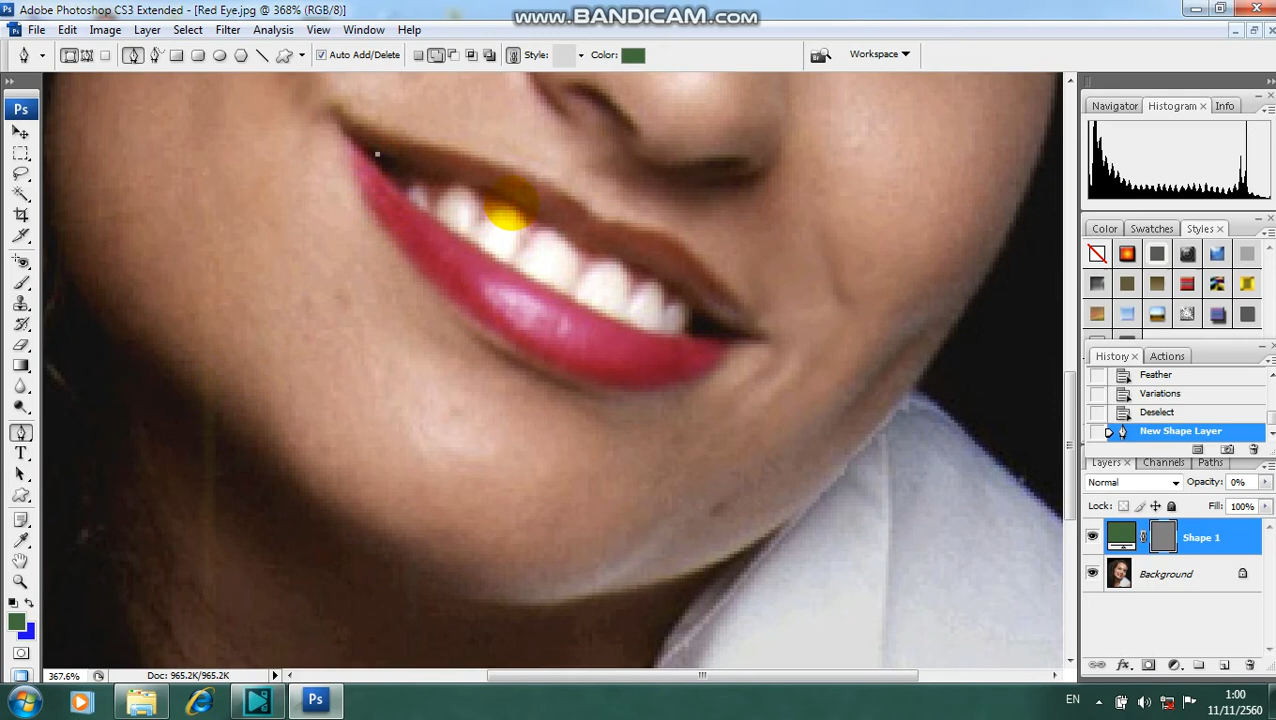 Adobe Photoshop CS3 Extended - [Red Eye.jpg @ 368% (RGB/8)]
www.BANDICAM.com
File Edit Image Layer Select Filter Analysis View Window Help
Auto Add/Delete Style: Color: Workspace
Ps
Navigator Histogram Info
Color Swatches Styles
History Actions
Feather
Variations
Deselect
New Shape Layer
Layers Channels Paths
Normal Opacity: 0%
Lock: Fill: 100%
Shape 1
Background
T
367.6% Doc: 965.2K/965.2K
Ps EN 1:00
11/11/2560